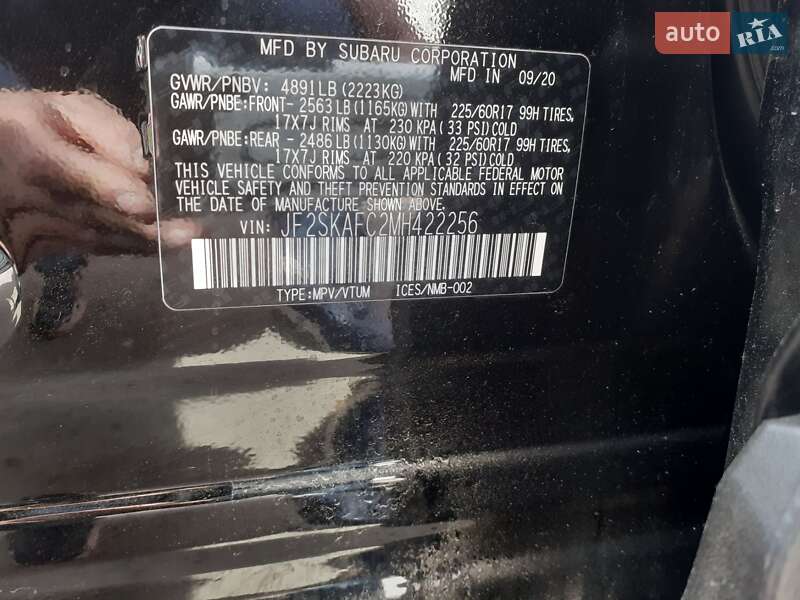 auto RIA
MFD BY SUBARU CORPORATION
MFD IN 09/20
GVWR/PNBV: 4891LB (2223KG)
GAWR/PNBE:FRONT- 2563 LB (1165KG) WITH 225/60R17 99H TIRES,
17X7J RIMS AT 230 KPA (33 PSI) COLD
GAWR/PNBE:REAR - 2486 LB (1130KG) WITH 225/60R17 99H TIRES,
17X7J RIMS AT 220 KPA (32 PSI) COLD
THIS VEHICLE CONFORMS TO ALL APPLICABLE FEDERAL MOTOR
VEHICLE SAFETY AND THEFT PREVENTION STANDARDS IN EFFECT ON
THE DATE OF MANUFACTURE SHOWN ABOVE.
VIN: JF2SKAFC2MH422256
TYPE:MPV/VTUM ICES/NMB-002